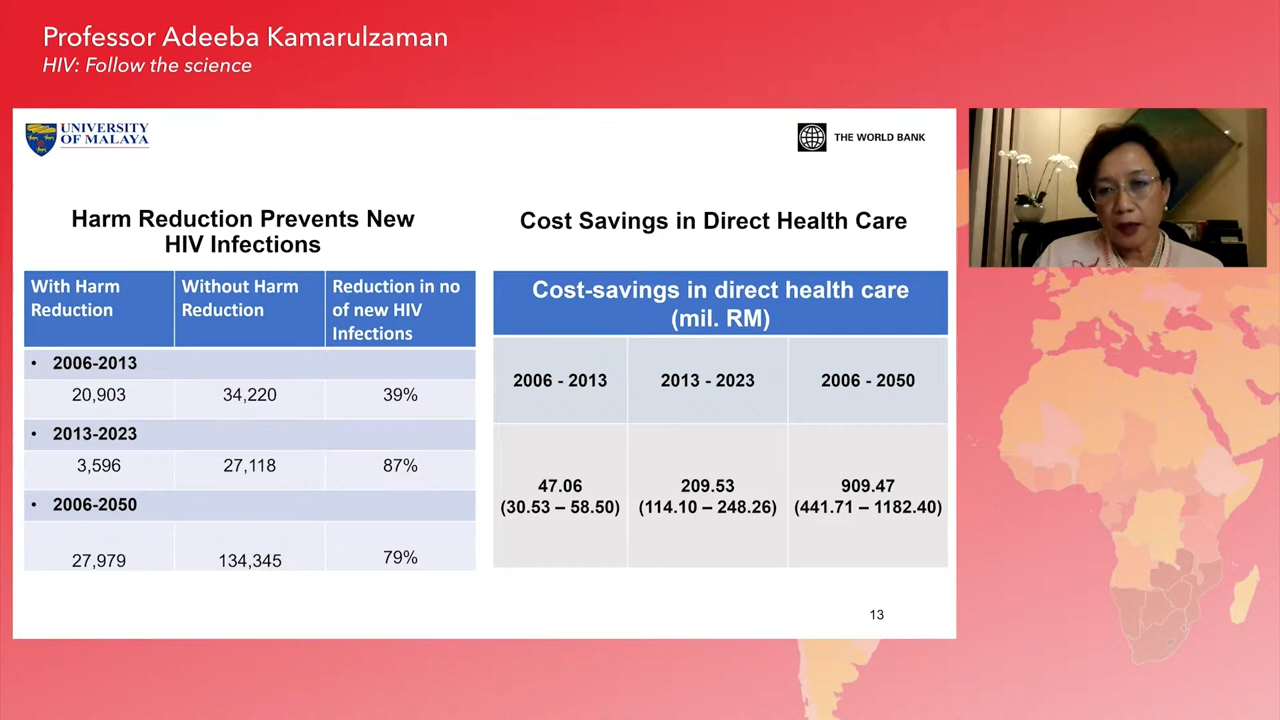 Professor Adeeba Kamarulzaman
HIV: Follow the science
UNIVERSITY
OF MALAYA
THE WORLD BANK
Harm Reduction Prevents New
HIV Infections
With Harm
Reduction
Without Harm
Reduction
Reduction in no
of new HIV
Infections
• 2006-2013
20,903 34,220 39%
• 2013-2023
3,596 27,118 87%
• 2006-2050
27,979 134,345 79%
Cost Savings in Direct Health Care
Cost-savings in direct health care
(mil. RM)
2006 - 2013 2013 - 2023 2006 - 2050
47.06 209.53 909.47
(30.53 – 58.50) (114.10 – 248.26) (441.71 – 1182.40)
13